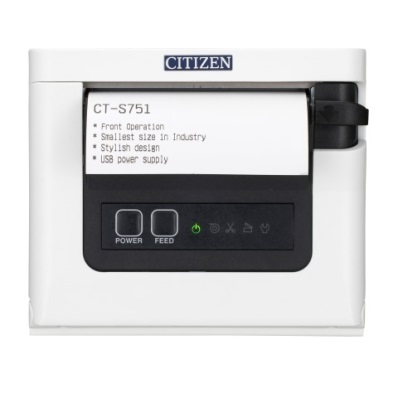 CITIZEN
CT-S751
* Front Operation
* Smallest size in Industry
* Stylish design
* USB power supply
POWER FEED